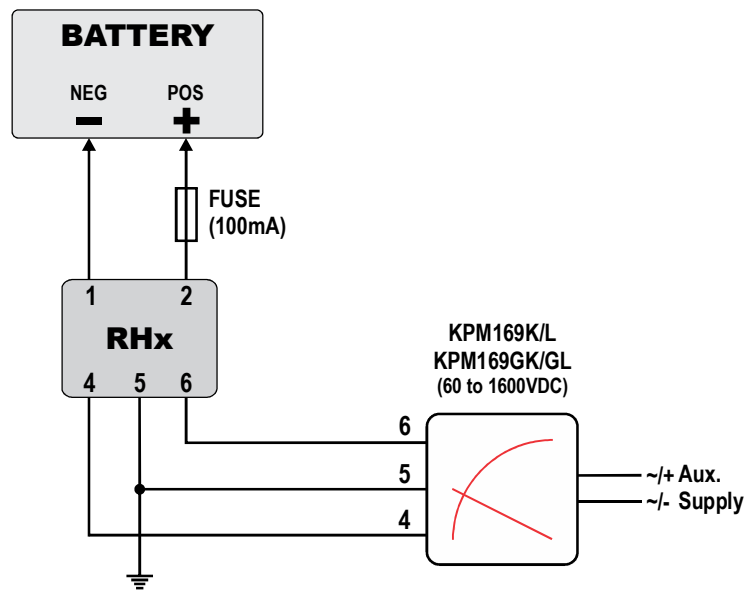 BATTERY
NEG POS
− +
FUSE
(100mA)
1 2
RHx
4 5 6
KPM169K/L
KPM169GK/GL
(60 to 1600VDC)
6
5
4
~/+ Aux.
~/- Supply